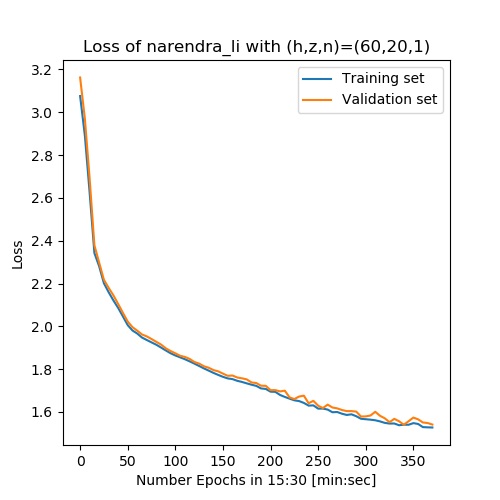 Loss of narendra_li with (h,z,n)=(60,20,1)
Training set
Validation set
3.2
3.0
2.8
2.6
2.4
2.2
2.0
1.8
1.6
Loss
0 50 100 150 200 250 300 350
Number Epochs in 15:30 [min:sec]